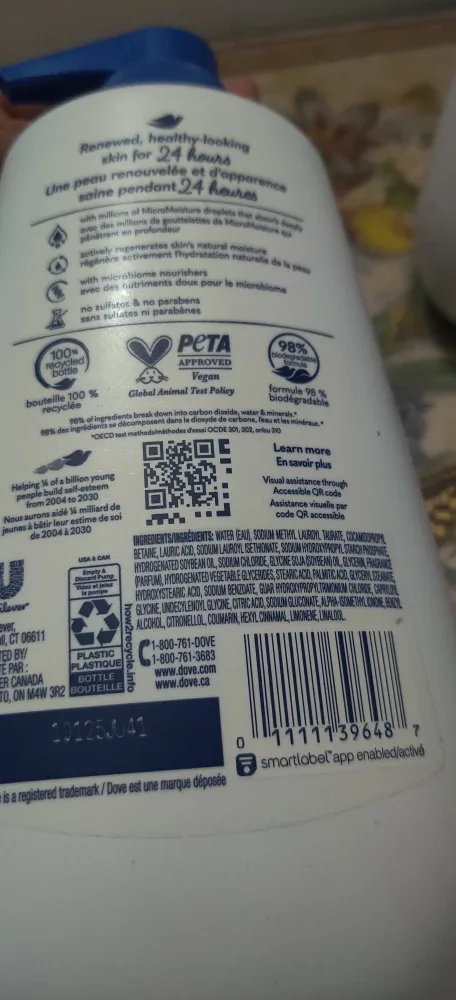 Renewed, healthy-looking
skin for 24 hours
Une peau renouvelée et d'apparence
saine pendant 24 heures
with millions of MicroMoisture droplets that absorb deeply
avec des millions de gouttelettes de MicroMoisture qui
pénètrent en profondeur
actively regenerates skin's natural moisture
régénère activement l'hydratation naturelle de la peau
with microbiome nourishers
avec des nutriments doux pour le microbiome
no sulfates & no parabens
sans sulfates ni parabènes
100%
recycled
bottle
bouteille 100 %
recyclée
PETA
APPROVED
Vegan
Global Animal Test Policy
98%
biodegradable
formula
formule 98 %
biodégradable
98% of ingredients break down into carbon dioxide, water & minerals.*
98% des ingrédients se décomposant dans le dioxyde de carbone, l'eau et les minéraux.*
*OECD test methods/méthodes d'essai OCDE 301, 302, or/ou 310
Helping ¼ of a billion young
people build self-esteem
from 2004 to 2030
Nous aurons aidé ¼ milliard de
jeunes à bâtir leur estime de soi
de 2004 à 2030
Learn more
En savoir plus
Visual assistance through
Accessible QR code
Assistance visuelle par
code QR accessible
INGREDIENTS/INGRÉDIENTS: WATER (EAU), SODIUM METHYL LAUROYL TAURATE, COCAMIDOPROPYL
BETAINE, LAURIC ACID, SODIUM LAUROYL ISETHIONATE, SODIUM HYDROXYPROPYL STARCH PHOSPHATE,
HYDROGENATED SOYBEAN OIL, SODIUM CHLORIDE, GLYCINE SOJA (SOYBEAN) OIL, GLYCERIN, FRAGRANCE
(PARFUM), HYDROGENATED VEGETABLE GLYCERIDES, STEARIC ACID, PALMITIC ACID, GLYCERYL STEARATE,
HYDROXYSTEARIC ACID, SODIUM BENZOATE, GUAR HYDROXYPROPYLTRIMONIUM CHLORIDE, CAPRYLOYL
GLYCINE, UNDECYLENOYL GLYCINE, CITRIC ACID, SODIUM GLUCONATE, ALPHA-ISOMETHYL IONONE, BENZYL
ALCOHOL, CITRONELLOL, COUMARIN, HEXYL CINNAMAL, LIMONENE, LINALOOL.
ilever
ever,
ll, CT 06611
TED BY/
É PAR :
ER CANADA
TO, ON M4W 3R2
USA & CAN
Empty &
Discard Pump
Videz et jetez
la pompe
PLASTIC
PLASTIQUE
BOTTLE
BOUTEILLE
how2recycle.info
1-800-761-DOVE
1-800-761-3683
www.dove.com
www.dove.ca
0 11111 39648 7
smartlabel™ app enabled/activé
10125JU41
e is a registered trademark / Dove est une marque déposée